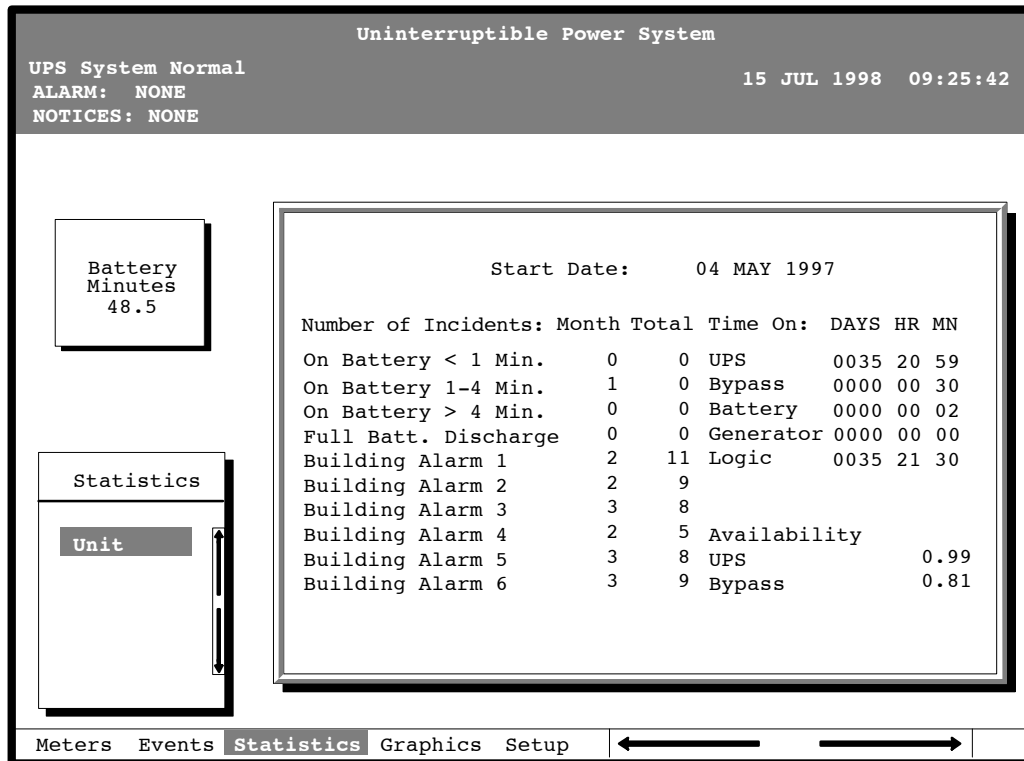 Uninterruptible Power System
UPS System Normal
ALARM: NONE
NOTICES: NONE
15 JUL 1998 09:25:42
Battery
Minutes
48.5
Start Date: 04 MAY 1997
Number of Incidents: Month Total Time On: DAYS HR MN
On Battery < 1 Min. 0 0 UPS 0035 20 59
On Battery 1-4 Min. 1 0 Bypass 0000 00 30
On Battery > 4 Min. 0 0 Battery 0000 00 02
Full Batt. Discharge 0 0 Generator 0000 00 00
Building Alarm 1 2 11 Logic 0035 21 30
Building Alarm 2 2 9
Building Alarm 3 3 8
Building Alarm 4 2 5 Availability
Building Alarm 5 3 8 UPS 0.99
Building Alarm 6 3 9 Bypass 0.81
Statistics
Unit
Meters Events Statistics Graphics Setup